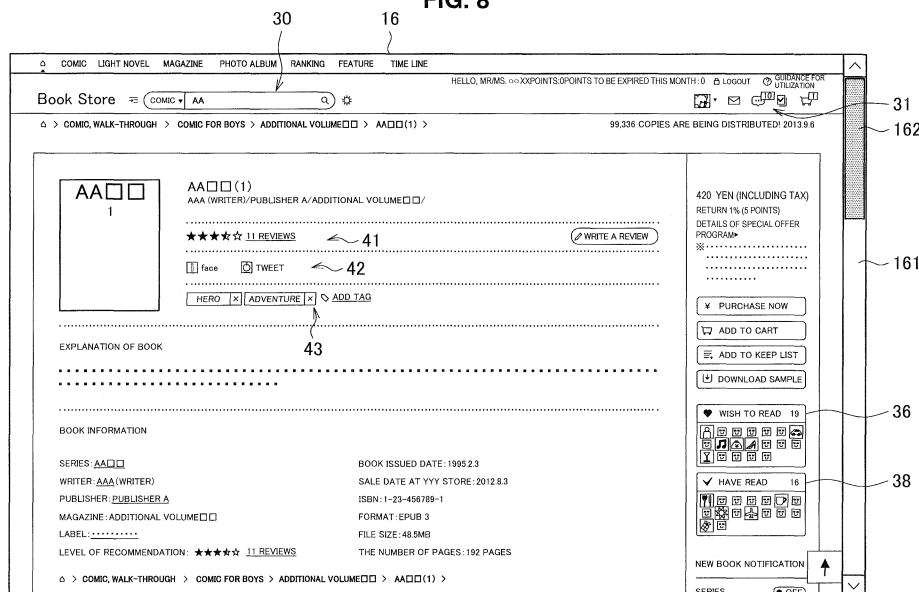 FIG. 8
30
16
COMIC LIGHT NOVEL MAGAZINE PHOTO ALBUM RANKING FEATURE TIME LINE
HELLO, MR/MS. ○○XXPOINTS:0POINTS TO BE EXPIRED THIS MONTH:0 LOGOUT GUIDANCE FOR UTILIZATION
Book Store COMIC AA
31
162
> COMIC, WALK-THROUGH > COMIC FOR BOYS > ADDITIONAL VOLUME□□ > AA□□(1) >
99,336 COPIES ARE BEING DISTRIBUTED! 2013.9.6
AA□□
1
AA□□(1)
AAA (WRITER)/PUBLISHER A/ADDITIONAL VOLUME□□/
11 REVIEWS
41
WRITE A REVIEW
face
TWEET
42
HERO × ADVENTURE × ADD TAG
43
420 YEN (INCLUDING TAX)
RETURN 1% (5 POINTS)
DETAILS OF SPECIAL OFFER
PROGRAM▶
※
161
¥ PURCHASE NOW
ADD TO CART
ADD TO KEEP LIST
DOWNLOAD SAMPLE
EXPLANATION OF BOOK
BOOK INFORMATION
SERIES:AA□□
WRITER:AAA (WRITER)
PUBLISHER:PUBLISHER A
MAGAZINE:ADDITIONAL VOLUME□□
LABEL:
LEVEL OF RECOMMENDATION: ★★★☆☆ 11 REVIEWS
BOOK ISSUED DATE:1995.2.3
SALE DATE AT YYY STORE:2012.8.3
ISBN:1-23-456789-1
FORMAT:EPUB 3
FILE SIZE:48.5MB
THE NUMBER OF PAGES:192 PAGES
WISH TO READ 19
36
HAVE READ 16
38
NEW BOOK NOTIFICATION
SERIES OFF
> COMIC, WALK-THROUGH > COMIC FOR BOYS > ADDITIONAL VOLUME□□ > AA□□(1) >